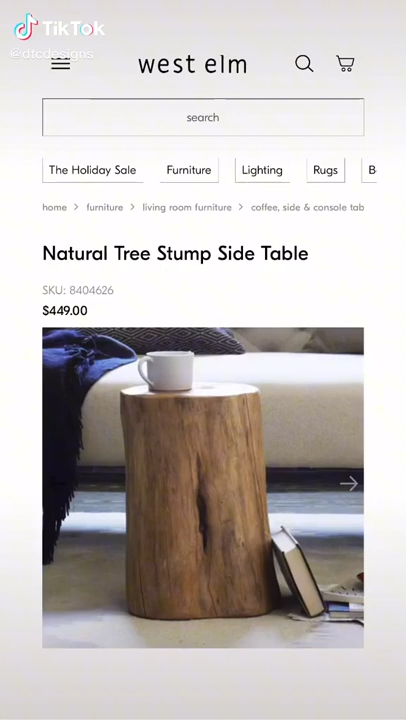 TikTok
@dtcdesigns
west elm
search
The Holiday Sale Furniture Lighting Rugs B
home > furniture > living room furniture > coffee, side & console tab
Natural Tree Stump Side Table
SKU: 8404626
$449.00